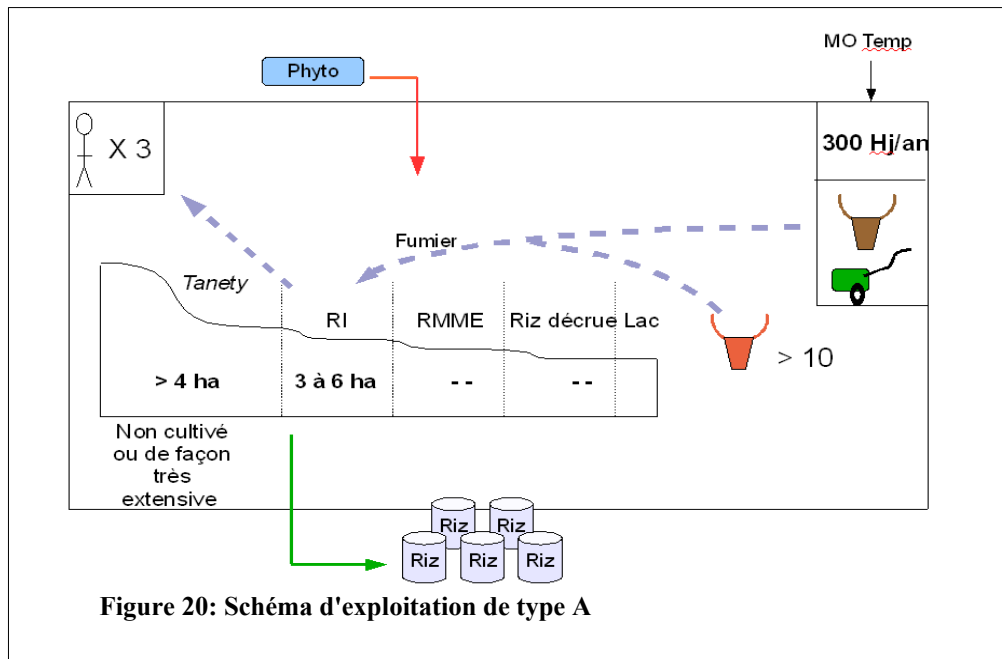 MO Temp
Phyto
X 3
300 Hj/an
Fumier
Tanety
RI
RMME
Riz décrue Lac
> 10
> 4 ha
3 à 6 ha
- -
- -
Non cultivé
ou de façon
très
extensive
Riz
Riz
Riz
Riz
Riz
Figure 20: Schéma d'exploitation de type A